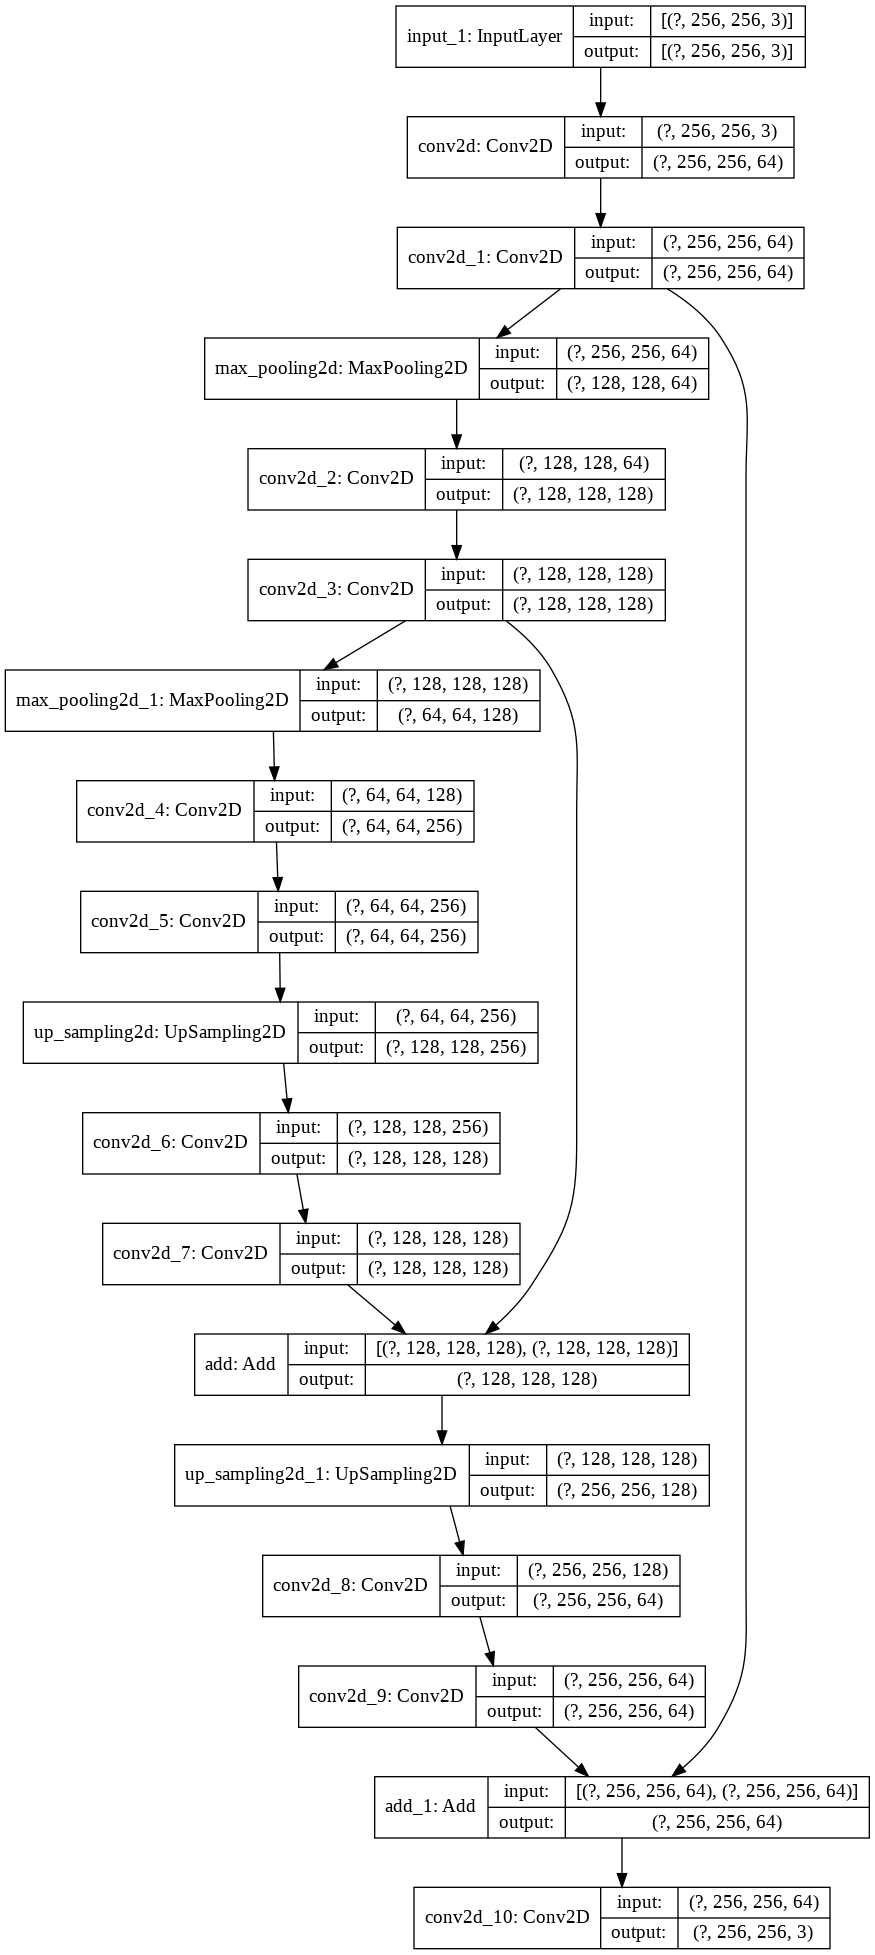 input_1: InputLayer
input: [(?, 256, 256, 3)]
output: [(?, 256, 256, 3)]
conv2d: Conv2D
input: (?, 256, 256, 3)
output: (?, 256, 256, 64)
conv2d_1: Conv2D
input: (?, 256, 256, 64)
output: (?, 256, 256, 64)
max_pooling2d: MaxPooling2D
input: (?, 256, 256, 64)
output: (?, 128, 128, 64)
conv2d_2: Conv2D
input: (?, 128, 128, 64)
output: (?, 128, 128, 128)
conv2d_3: Conv2D
input: (?, 128, 128, 128)
output: (?, 128, 128, 128)
max_pooling2d_1: MaxPooling2D
input: (?, 128, 128, 128)
output: (?, 64, 64, 128)
conv2d_4: Conv2D
input: (?, 64, 64, 128)
output: (?, 64, 64, 256)
conv2d_5: Conv2D
input: (?, 64, 64, 256)
output: (?, 64, 64, 256)
up_sampling2d: UpSampling2D
input: (?, 64, 64, 256)
output: (?, 128, 128, 256)
conv2d_6: Conv2D
input: (?, 128, 128, 256)
output: (?, 128, 128, 128)
conv2d_7: Conv2D
input: (?, 128, 128, 128)
output: (?, 128, 128, 128)
add: Add
input: [(?, 128, 128, 128), (?, 128, 128, 128)]
output: (?, 128, 128, 128)
up_sampling2d_1: UpSampling2D
input: (?, 128, 128, 128)
output: (?, 256, 256, 128)
conv2d_8: Conv2D
input: (?, 256, 256, 128)
output: (?, 256, 256, 64)
conv2d_9: Conv2D
input: (?, 256, 256, 64)
output: (?, 256, 256, 64)
add_1: Add
input: [(?, 256, 256, 64), (?, 256, 256, 64)]
output: (?, 256, 256, 64)
conv2d_10: Conv2D
input: (?, 256, 256, 64)
output: (?, 256, 256, 3)